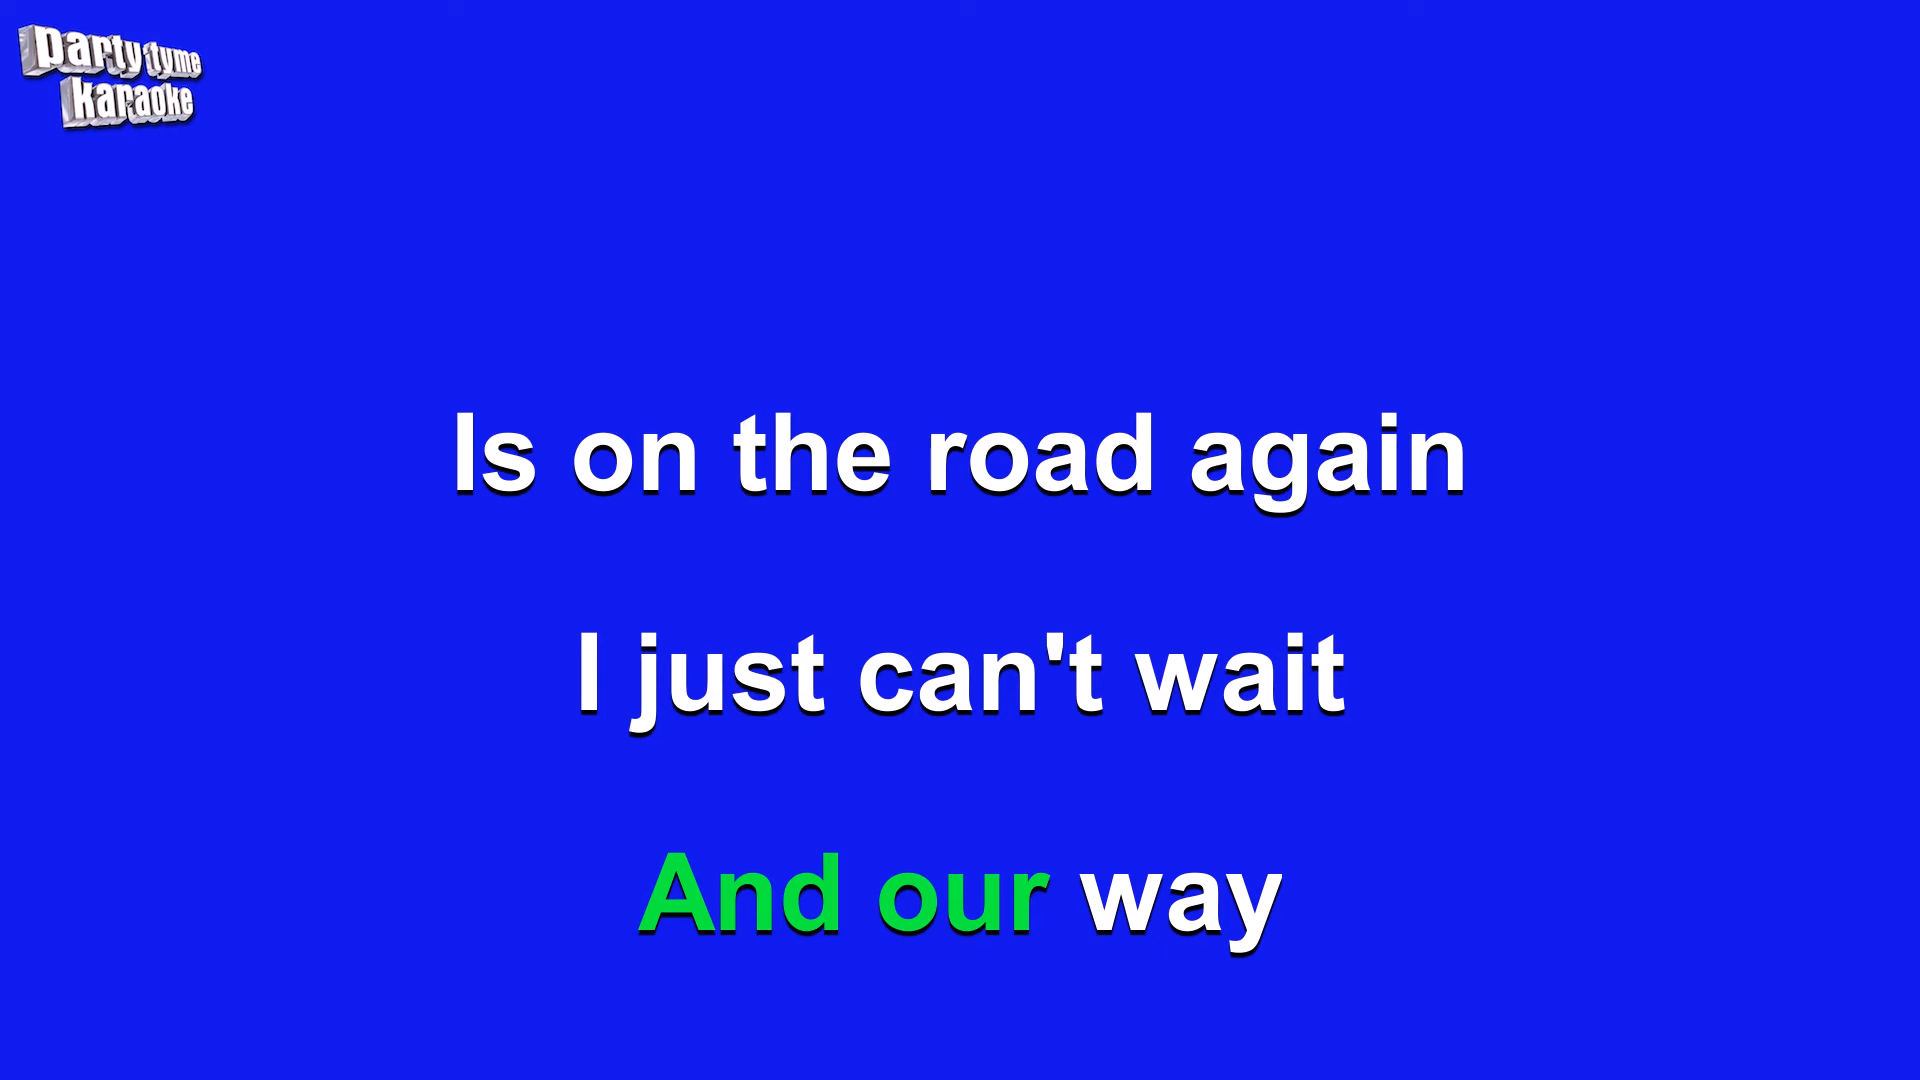 party tyme
karaoke
Is on the road again
I just can't wait
And our way